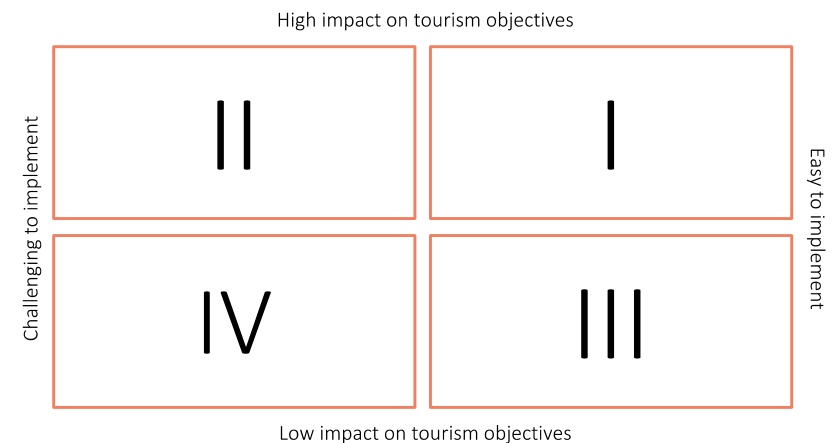 High impact on tourism objectives
Challenging to implement
II
I
Easy to implement
IV
III
Low impact on tourism objectives